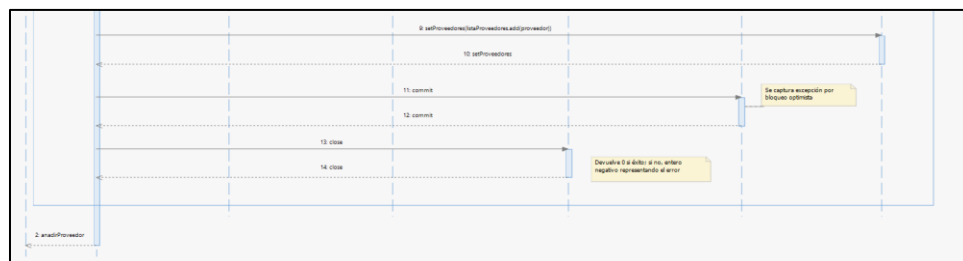 9: setProveedores(listaProveedores.add(proveedor))
10: setProveedores
11: commit
Se captura excepción por
bloqueo optimista
12: commit
13: close
Devuelve 0 si éxito; si no, entero
negativo representando el error
14: close
2: anadirProveedor